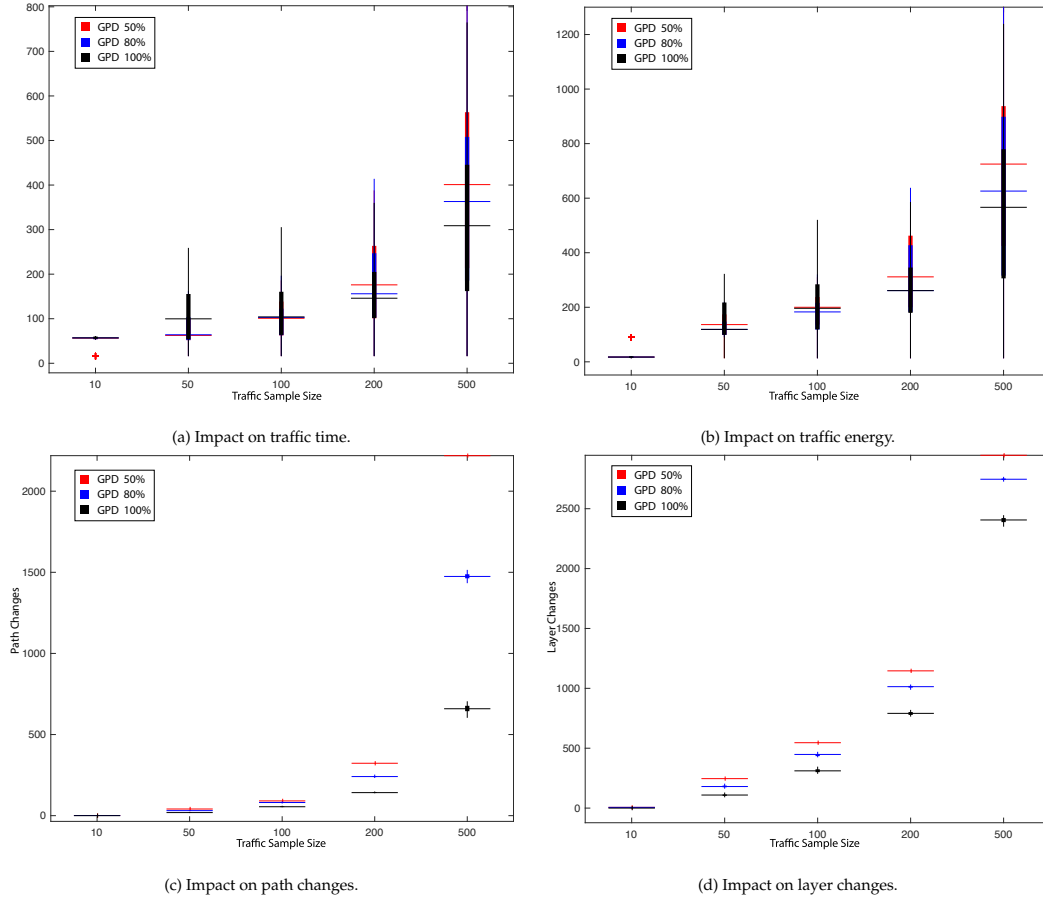 800
700
600
500
400
300
200
100
0
GPD 50%
GPD 80%
GPD 100%
10 50 100 200 500
Traffic Sample Size
(a) Impact on traffic time.
1200
1000
800
600
400
200
0
GPD 50%
GPD 80%
GPD 100%
10 50 100 200 500
Traffic Sample Size
(b) Impact on traffic energy.
2000
1500
1000
500
0
Path Changes
GPD 50%
GPD 80%
GPD 100%
10 50 100 200 500
Traffic Sample Size
(c) Impact on path changes.
2500
2000
1500
1000
500
0
Layer Changes
GPD 50%
GPD 80%
GPD 100%
10 50 100 200 500
Traffic Sample Size
(d) Impact on layer changes.